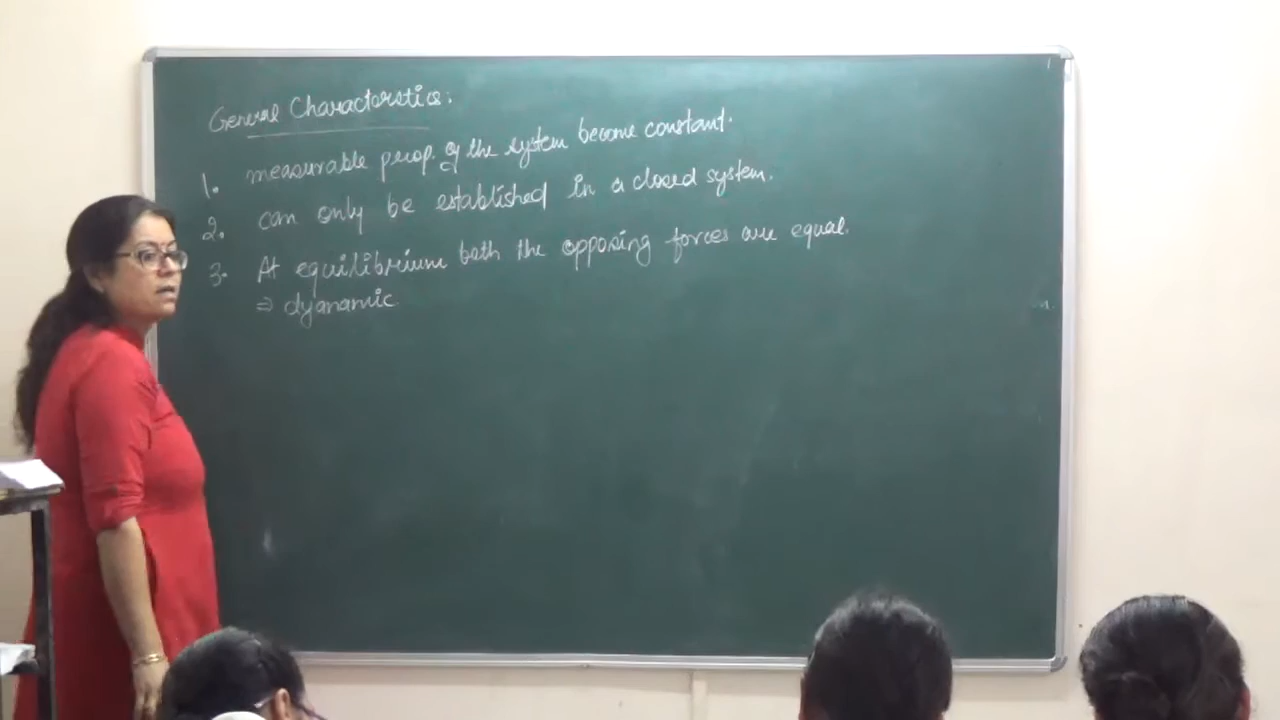 General Characterstics:
1. measurable prop. of the system become constant.
2. can only be established in a closed system.
3. At equilibrium both the opposing forces are equal.
⇒ dyanamic.